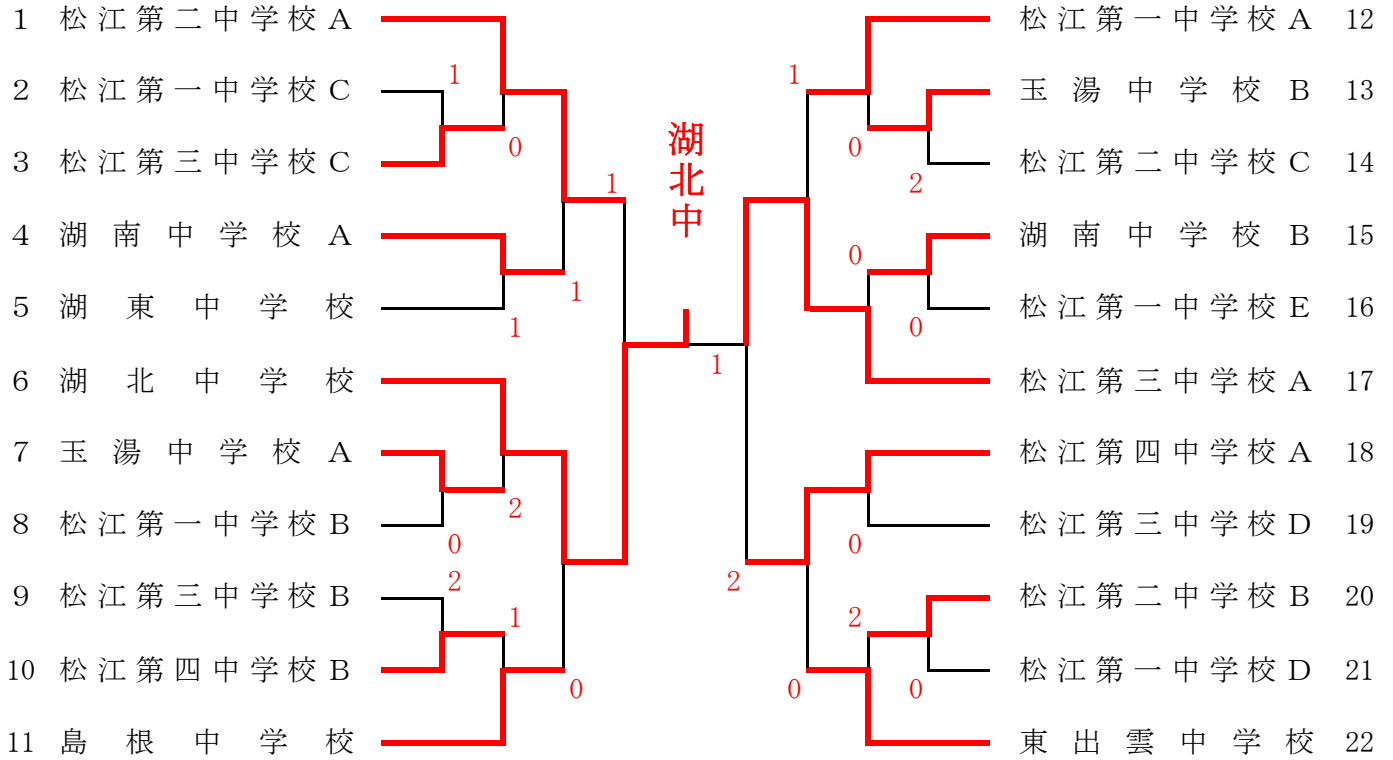 1 松江第二中学校A
2 松江第一中学校C
3 松江第三中学校C
4 湖南中学校A
5 湖東中学校
6 湖北中学校
7 玉湯中学校A
8 松江第一中学校B
9 松江第三中学校B
10 松江第四中学校B
11 島根中学校
1
0
1
1
1
2
0
2
1
0
湖北中
1
1
0
2
0
0
2
0
2
0
0
松江第一中学校A 12
玉湯中学校B 13
松江第二中学校C 14
湖南中学校B 15
松江第一中学校E 16
松江第三中学校A 17
松江第四中学校A 18
松江第三中学校D 19
松江第二中学校B 20
松江第一中学校D 21
東出雲中学校 22